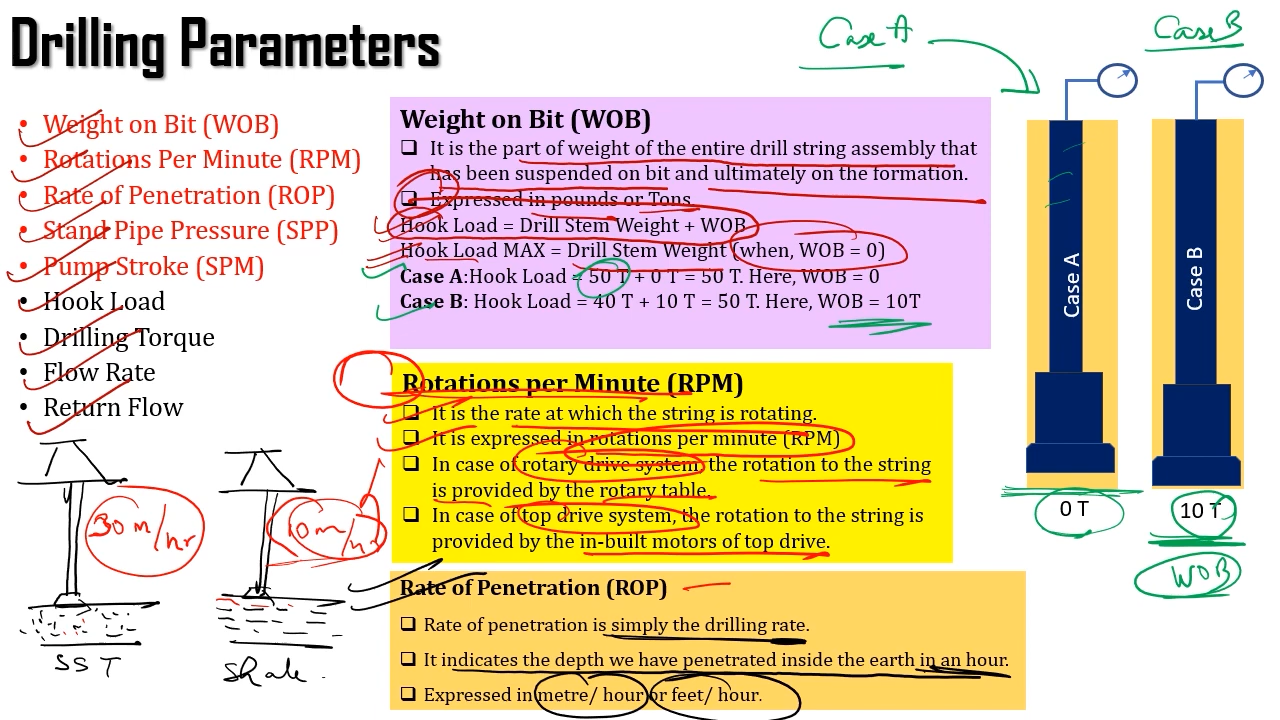 Drilling Parameters
Case A
Case B
• Weight on Bit (WOB)
• Rotations Per Minute (RPM)
• Rate of Penetration (ROP)
• Stand Pipe Pressure (SPP)
• Pump Stroke (SPM)
• Hook Load
• Drilling Torque
• Flow Rate
• Return Flow
Weight on Bit (WOB)
❑ It is the part of weight of the entire drill string assembly that
has been suspended on bit and ultimately on the formation.
❑ Expressed in pounds or Tons.
Hook Load = Drill Stem Weight + WOB
Hook Load MAX = Drill Stem Weight (when, WOB = 0)
Case A:Hook Load = 50 T + 0 T = 50 T. Here, WOB = 0
Case B: Hook Load = 40 T + 10 T = 50 T. Here, WOB = 10T
Rotations per Minute (RPM)
❑ It is the rate at which the string is rotating.
❑ It is expressed in rotations per minute (RPM)
❑ In case of rotary drive system, the rotation to the string
is provided by the rotary table.
❑ In case of top drive system, the rotation to the string is
provided by the in-built motors of top drive.
Rate of Penetration (ROP)
❑ Rate of penetration is simply the drilling rate.
❑ It indicates the depth we have penetrated inside the earth in an hour.
❑ Expressed in metre/ hour or feet/ hour.
30 m/hr
10 m/hr
SST
Shale
Case A
Case B
0 T
10 T
WOB